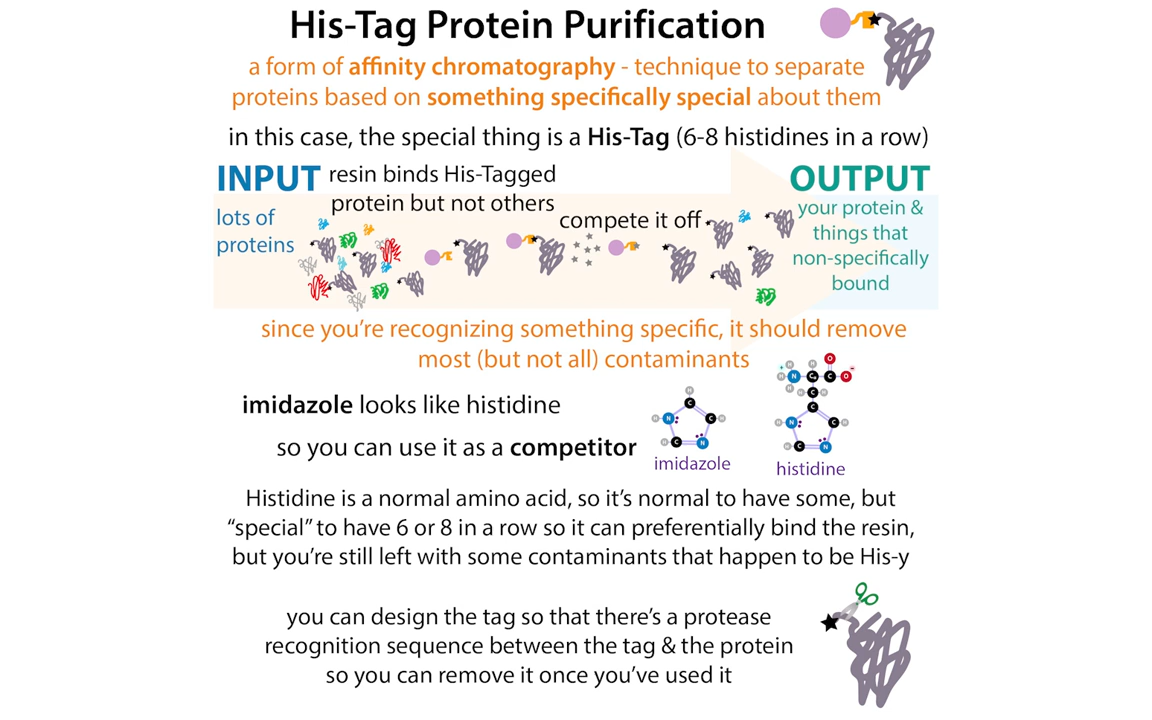 His-Tag Protein Purification
a form of affinity chromatography - technique to separate
proteins based on something specifically special about them
in this case, the special thing is a His-Tag (6-8 histidines in a row)
INPUT
lots of
proteins
resin binds His-Tagged
protein but not others
compete it off
OUTPUT
your protein &
things that
non-specifically
bound
since you’re recognizing something specific, it should remove
most (but not all) contaminants
imidazole looks like histidine
so you can use it as a competitor
H
C
H N C H
H C N
imidazole
H H O
H N C C O -
H H C H
C
H N C H
H C N
histidine
Histidine is a normal amino acid, so it’s normal to have some, but
“special” to have 6 or 8 in a row so it can preferentially bind the resin,
but you’re still left with some contaminants that happen to be His-y
you can design the tag so that there’s a protease
recognition sequence between the tag & the protein
so you can remove it once you’ve used it